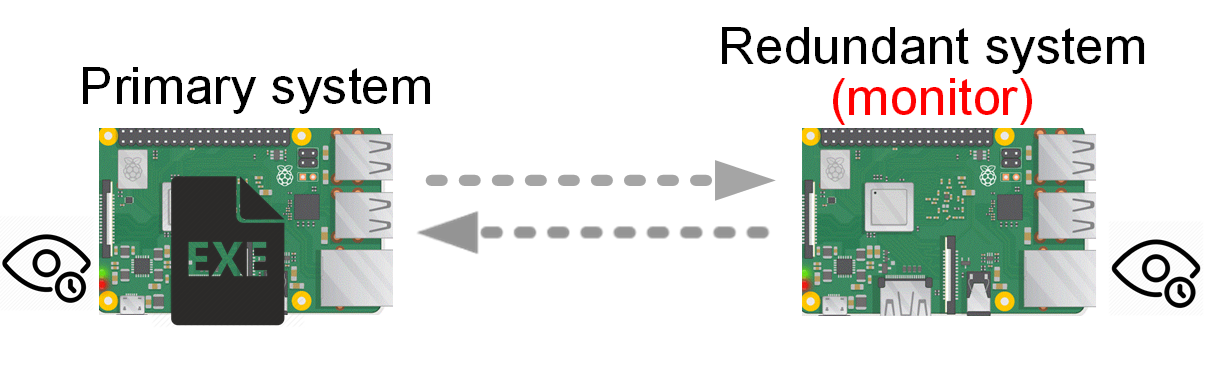 Primary system
Redundant system
(monitor)
EXE